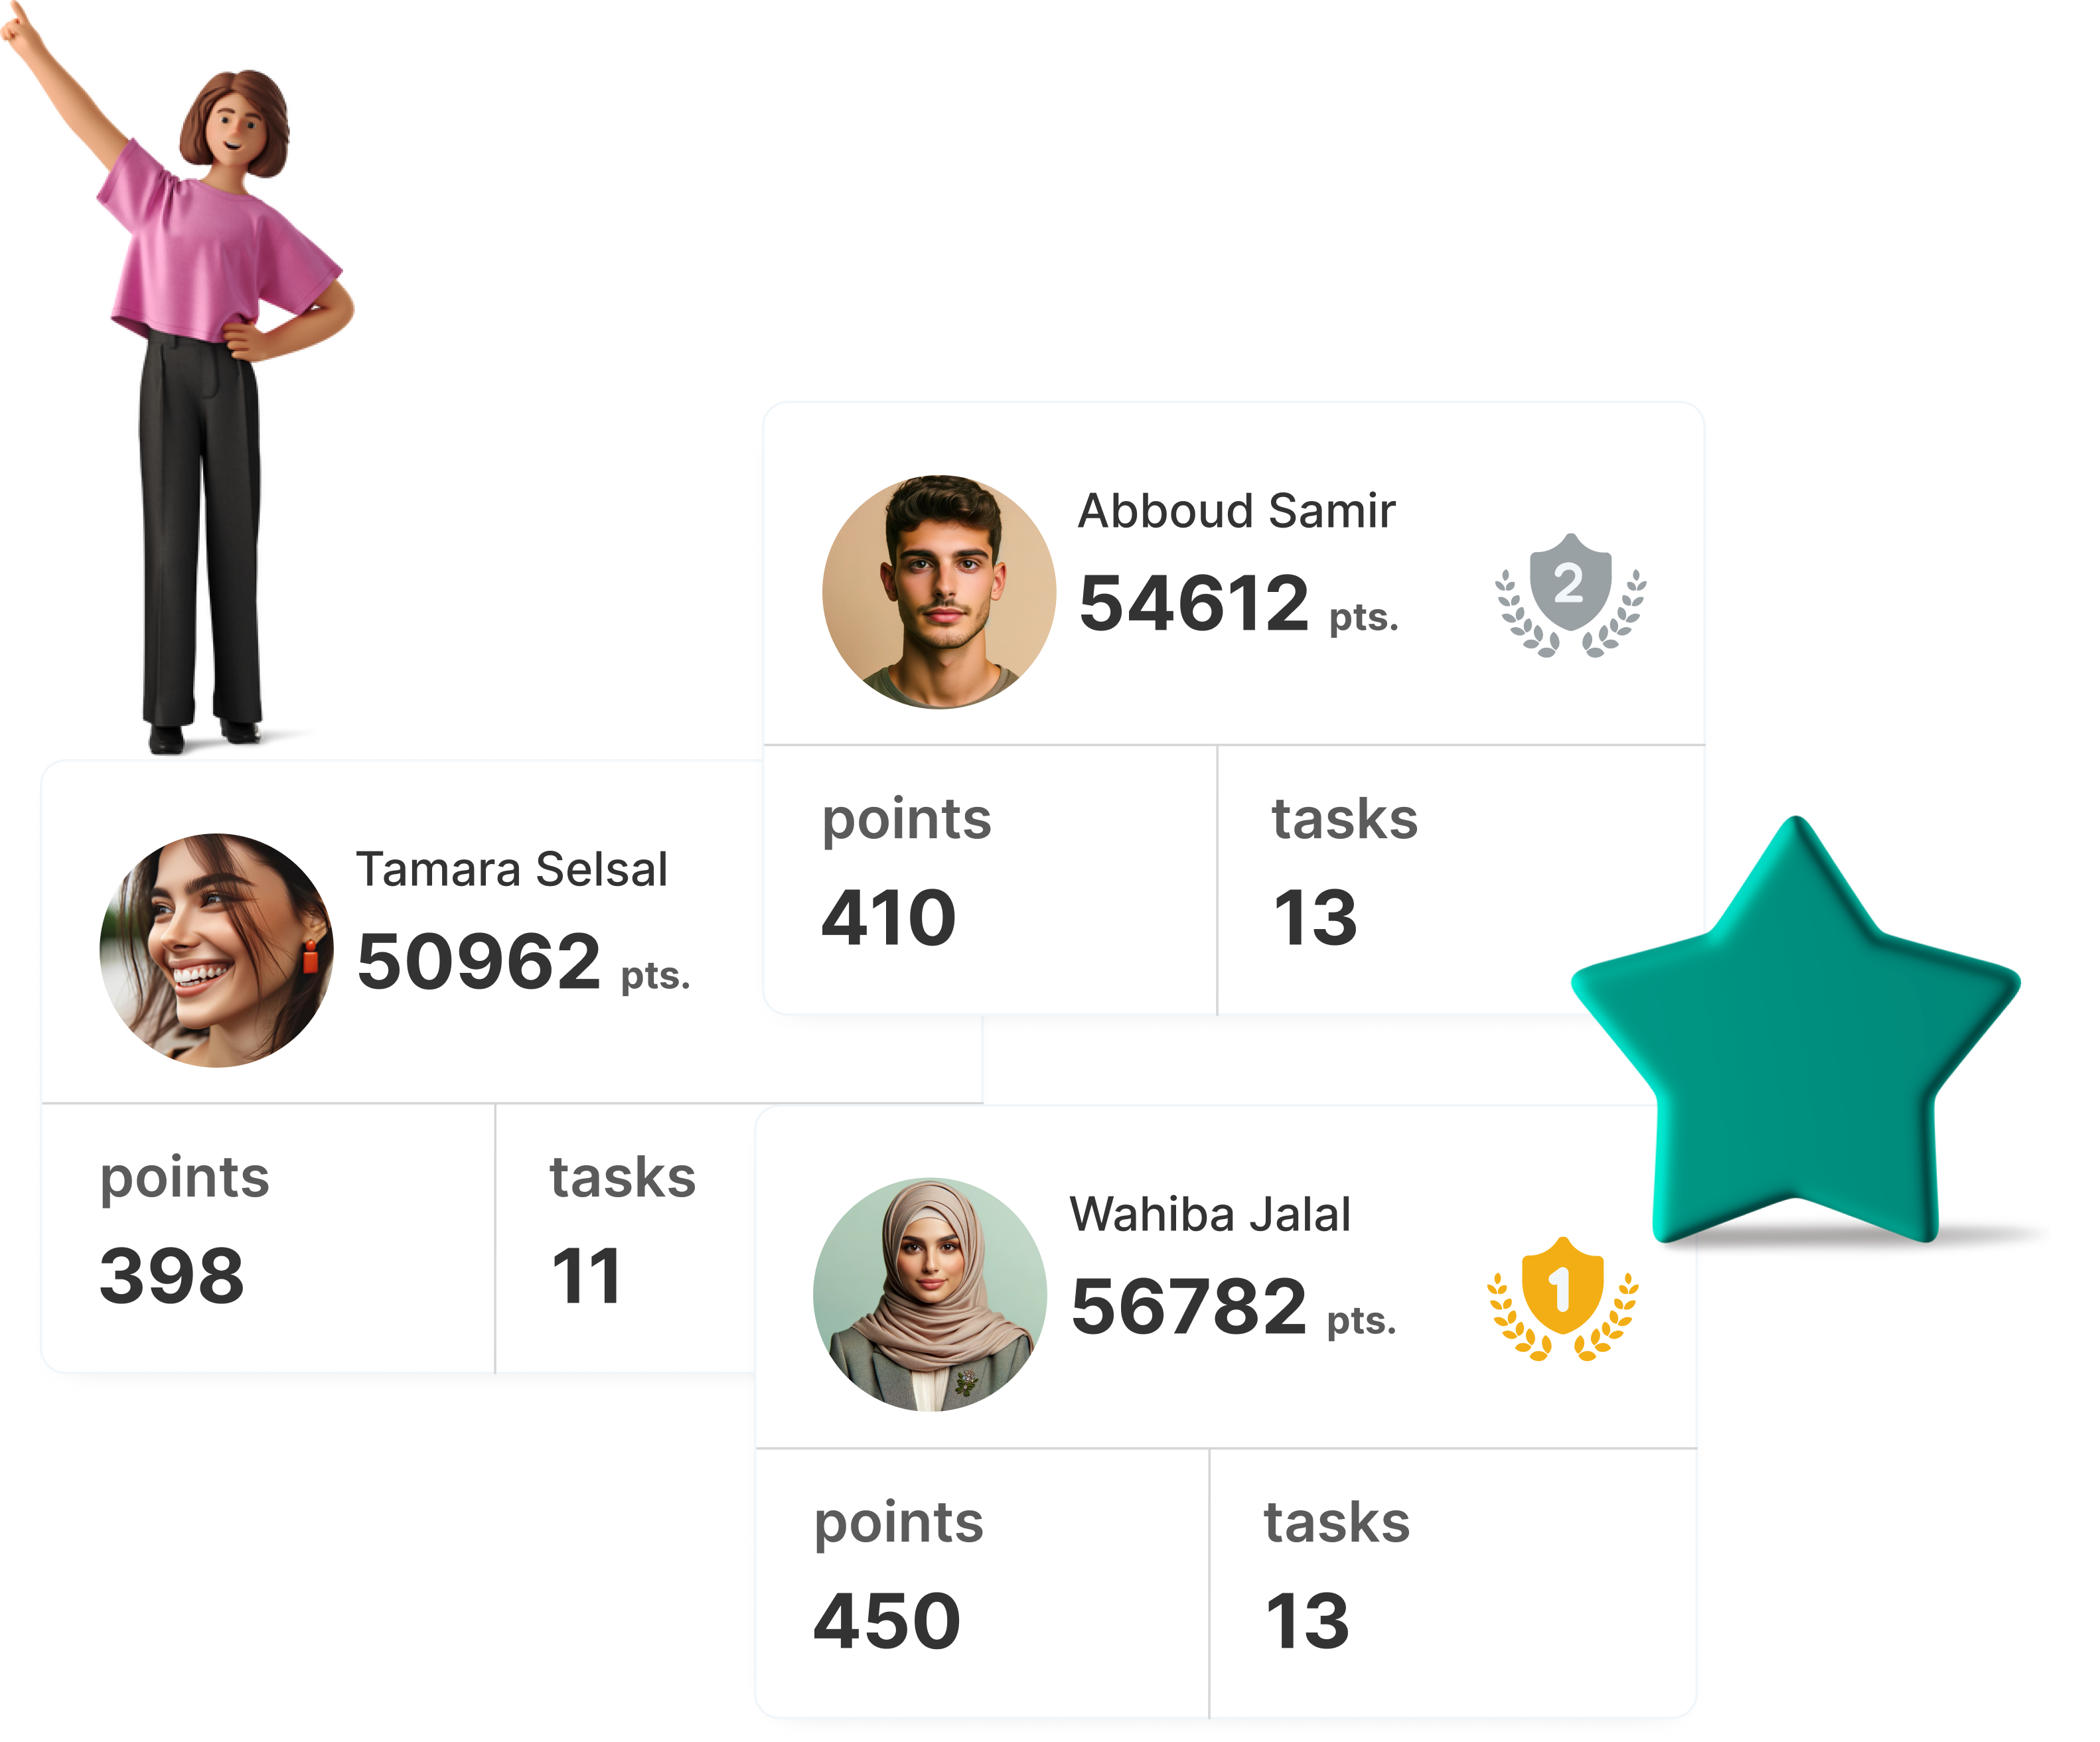 Abboud Samir
54612 pts.
2
points tasks
410 13
Tamara Selsal
50962 pts.
points tasks
398 11
Wahiba Jalal
56782 pts.
1
points tasks
450 13